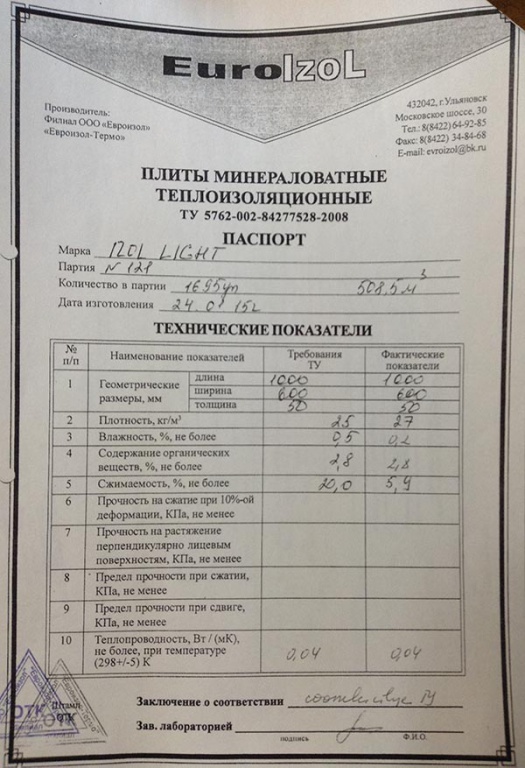 EuroIzoL
Производитель:
Филиал ООО «Евроизол»
«Евроизол-Термо»
432042, г.Ульяновск
Московское шоссе, 30
Тел.: 8(8422) 64-92-85
Факс: 8(8422) 34-84-68
E-mail: evroizol@bk.ru
ПЛИТЫ МИНЕРАЛОВАТНЫЕ
ТЕПЛОИЗОЛЯЦИОННЫЕ
ТУ 5762-002-84277528-2008
ПАСПОРТ
Марка IZOL LIGHT
Партия N 121
Количество в партии 1695уп 508,5 м3
Дата изготовления 24.0 15г
ТЕХНИЧЕСКИЕ ПОКАЗАТЕЛИ
№ п/п Наименование показателей Требования ТУ Фактические показатели
1 Геометрические размеры, мм длина 1000 1000
ширина 600 600
толщина 50 50
2 Плотность, кг/м³ 25 27
3 Влажность, %, не более 0,5 0,2
4 Содержание органических
веществ, %, не более 2,8 2,8
5 Сжимаемость, %, не более 20,0 5,9
6 Прочность на сжатие при 10%-ой
деформации, КПа, не менее
7 Прочность на растяжение
перпендикулярно лицевым
поверхностям, КПа, не менее
8 Предел прочности при сжатии,
КПа, не менее
9 Предел прочности при сдвиге,
КПа, не менее
10 Теплопроводность, Вт / (мК),
не более, при температуре 0,04 0,04
(298+/-5) К
Штамп
ОТК
ОТК
Заключение о соответствии соответствует ТУ
Зав. лабораторией
подпись Ф.И.О.